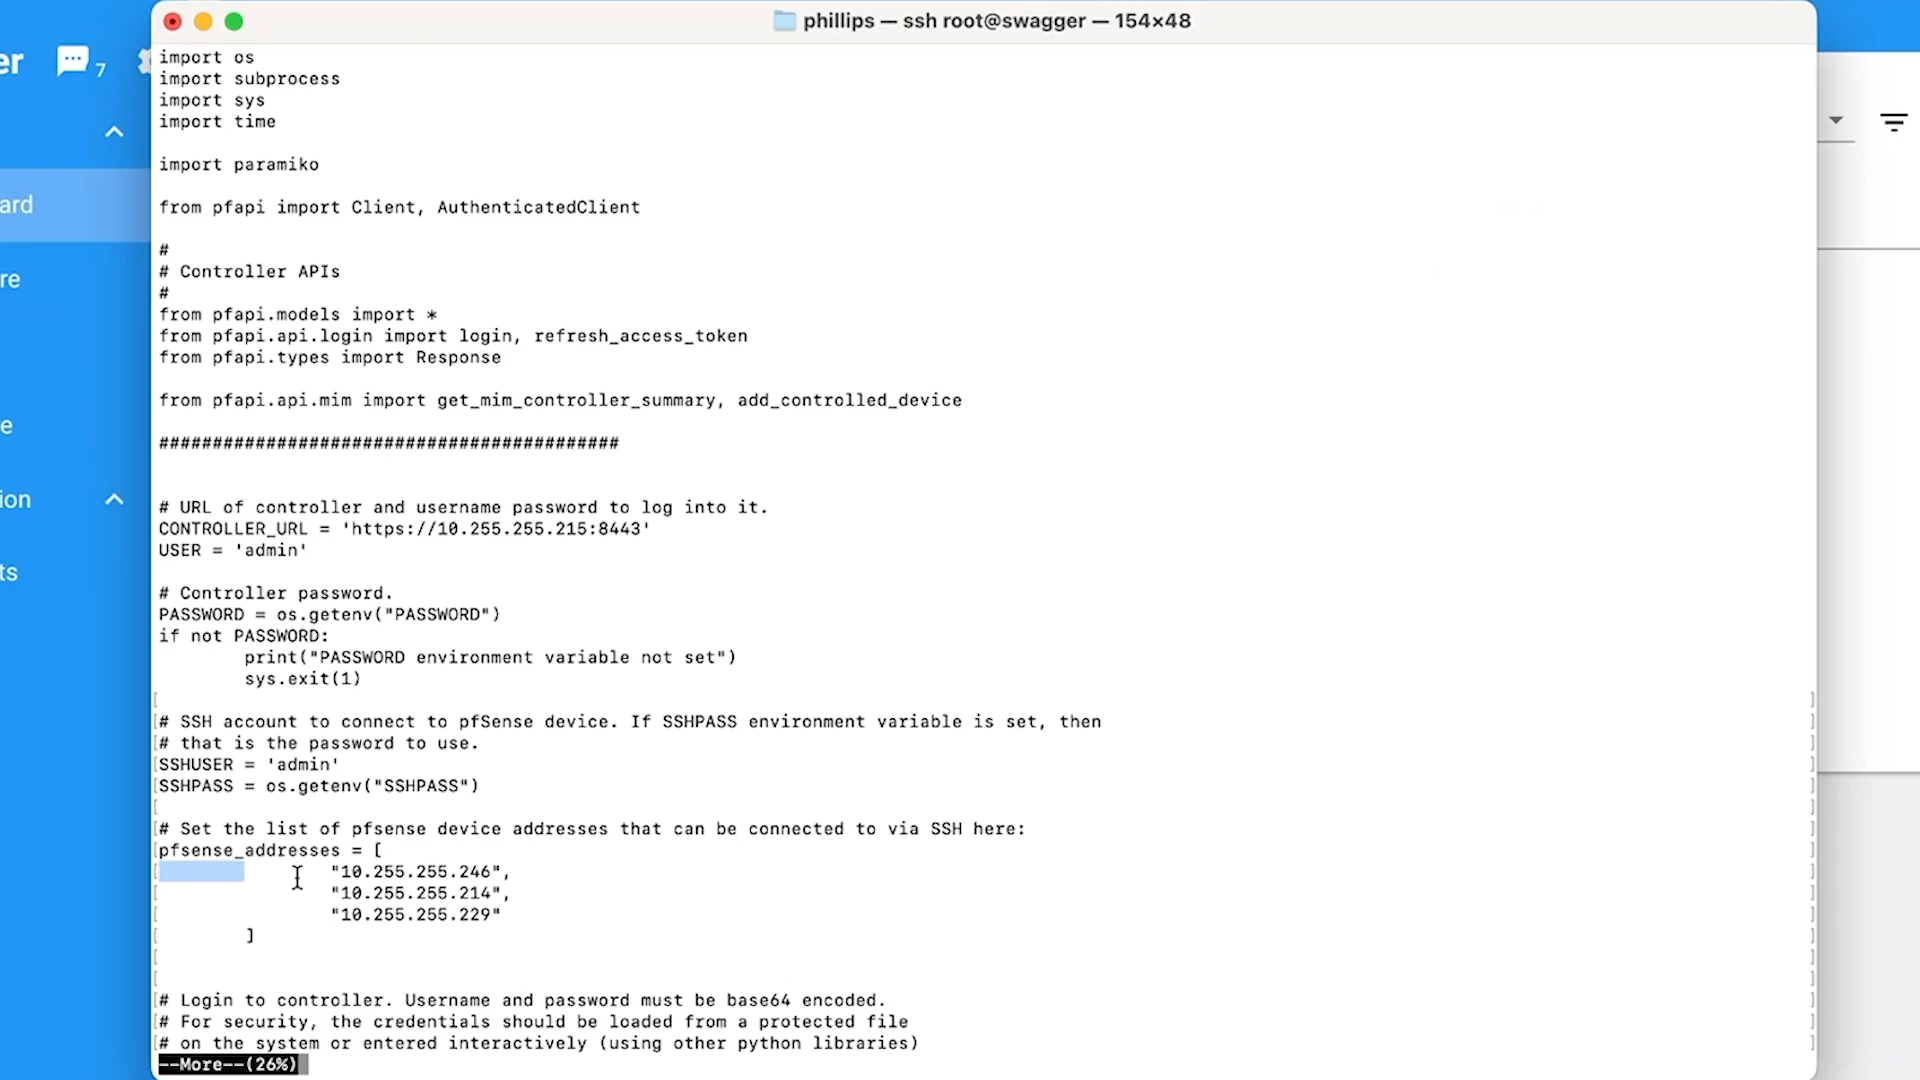 phillips — ssh root@swagger — 154×48
er
7
ard
re
e
ion
ts
import os
import subprocess
import sys
import time
import paramiko
from pfapi import Client, AuthenticatedClient
#
# Controller APIs
#
from pfapi.models import *
from pfapi.api.login import login, refresh_access_token
from pfapi.types import Response
from pfapi.api.mim import get_mim_controller_summary, add_controlled_device
###########################################
# URL of controller and username password to log into it.
CONTROLLER_URL = 'https://10.255.255.215:8443'
USER = 'admin'
# Controller password.
PASSWORD = os.getenv("PASSWORD")
if not PASSWORD:
print("PASSWORD environment variable not set")
sys.exit(1)
# SSH account to connect to pfSense device. If SSHPASS environment variable is set, then
# that is the password to use.
SSHUSER = 'admin'
SSHPASS = os.getenv("SSHPASS")
# Set the list of pfsense device addresses that can be connected to via SSH here:
pfsense_addresses = [
"10.255.255.246",
"10.255.255.214",
"10.255.255.229"
]
# Login to controller. Username and password must be base64 encoded.
# For security, the credentials should be loaded from a protected file
# on the system or entered interactively (using other python libraries)
--More--(26%)